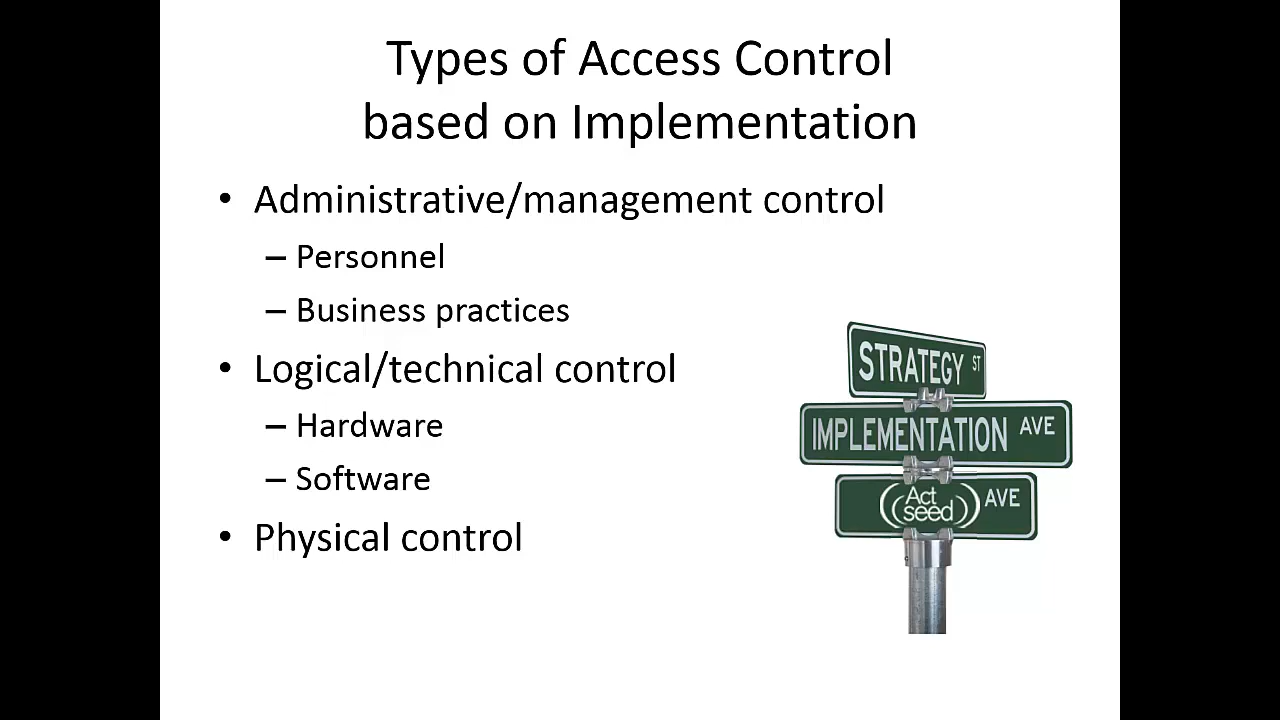 Types of Access Control
based on Implementation
• Administrative/management control
– Personnel
– Business practices
• Logical/technical control
– Hardware
– Software
• Physical control
STRATEGY ST
IMPLEMENTATION AVE
Act
seed AVE